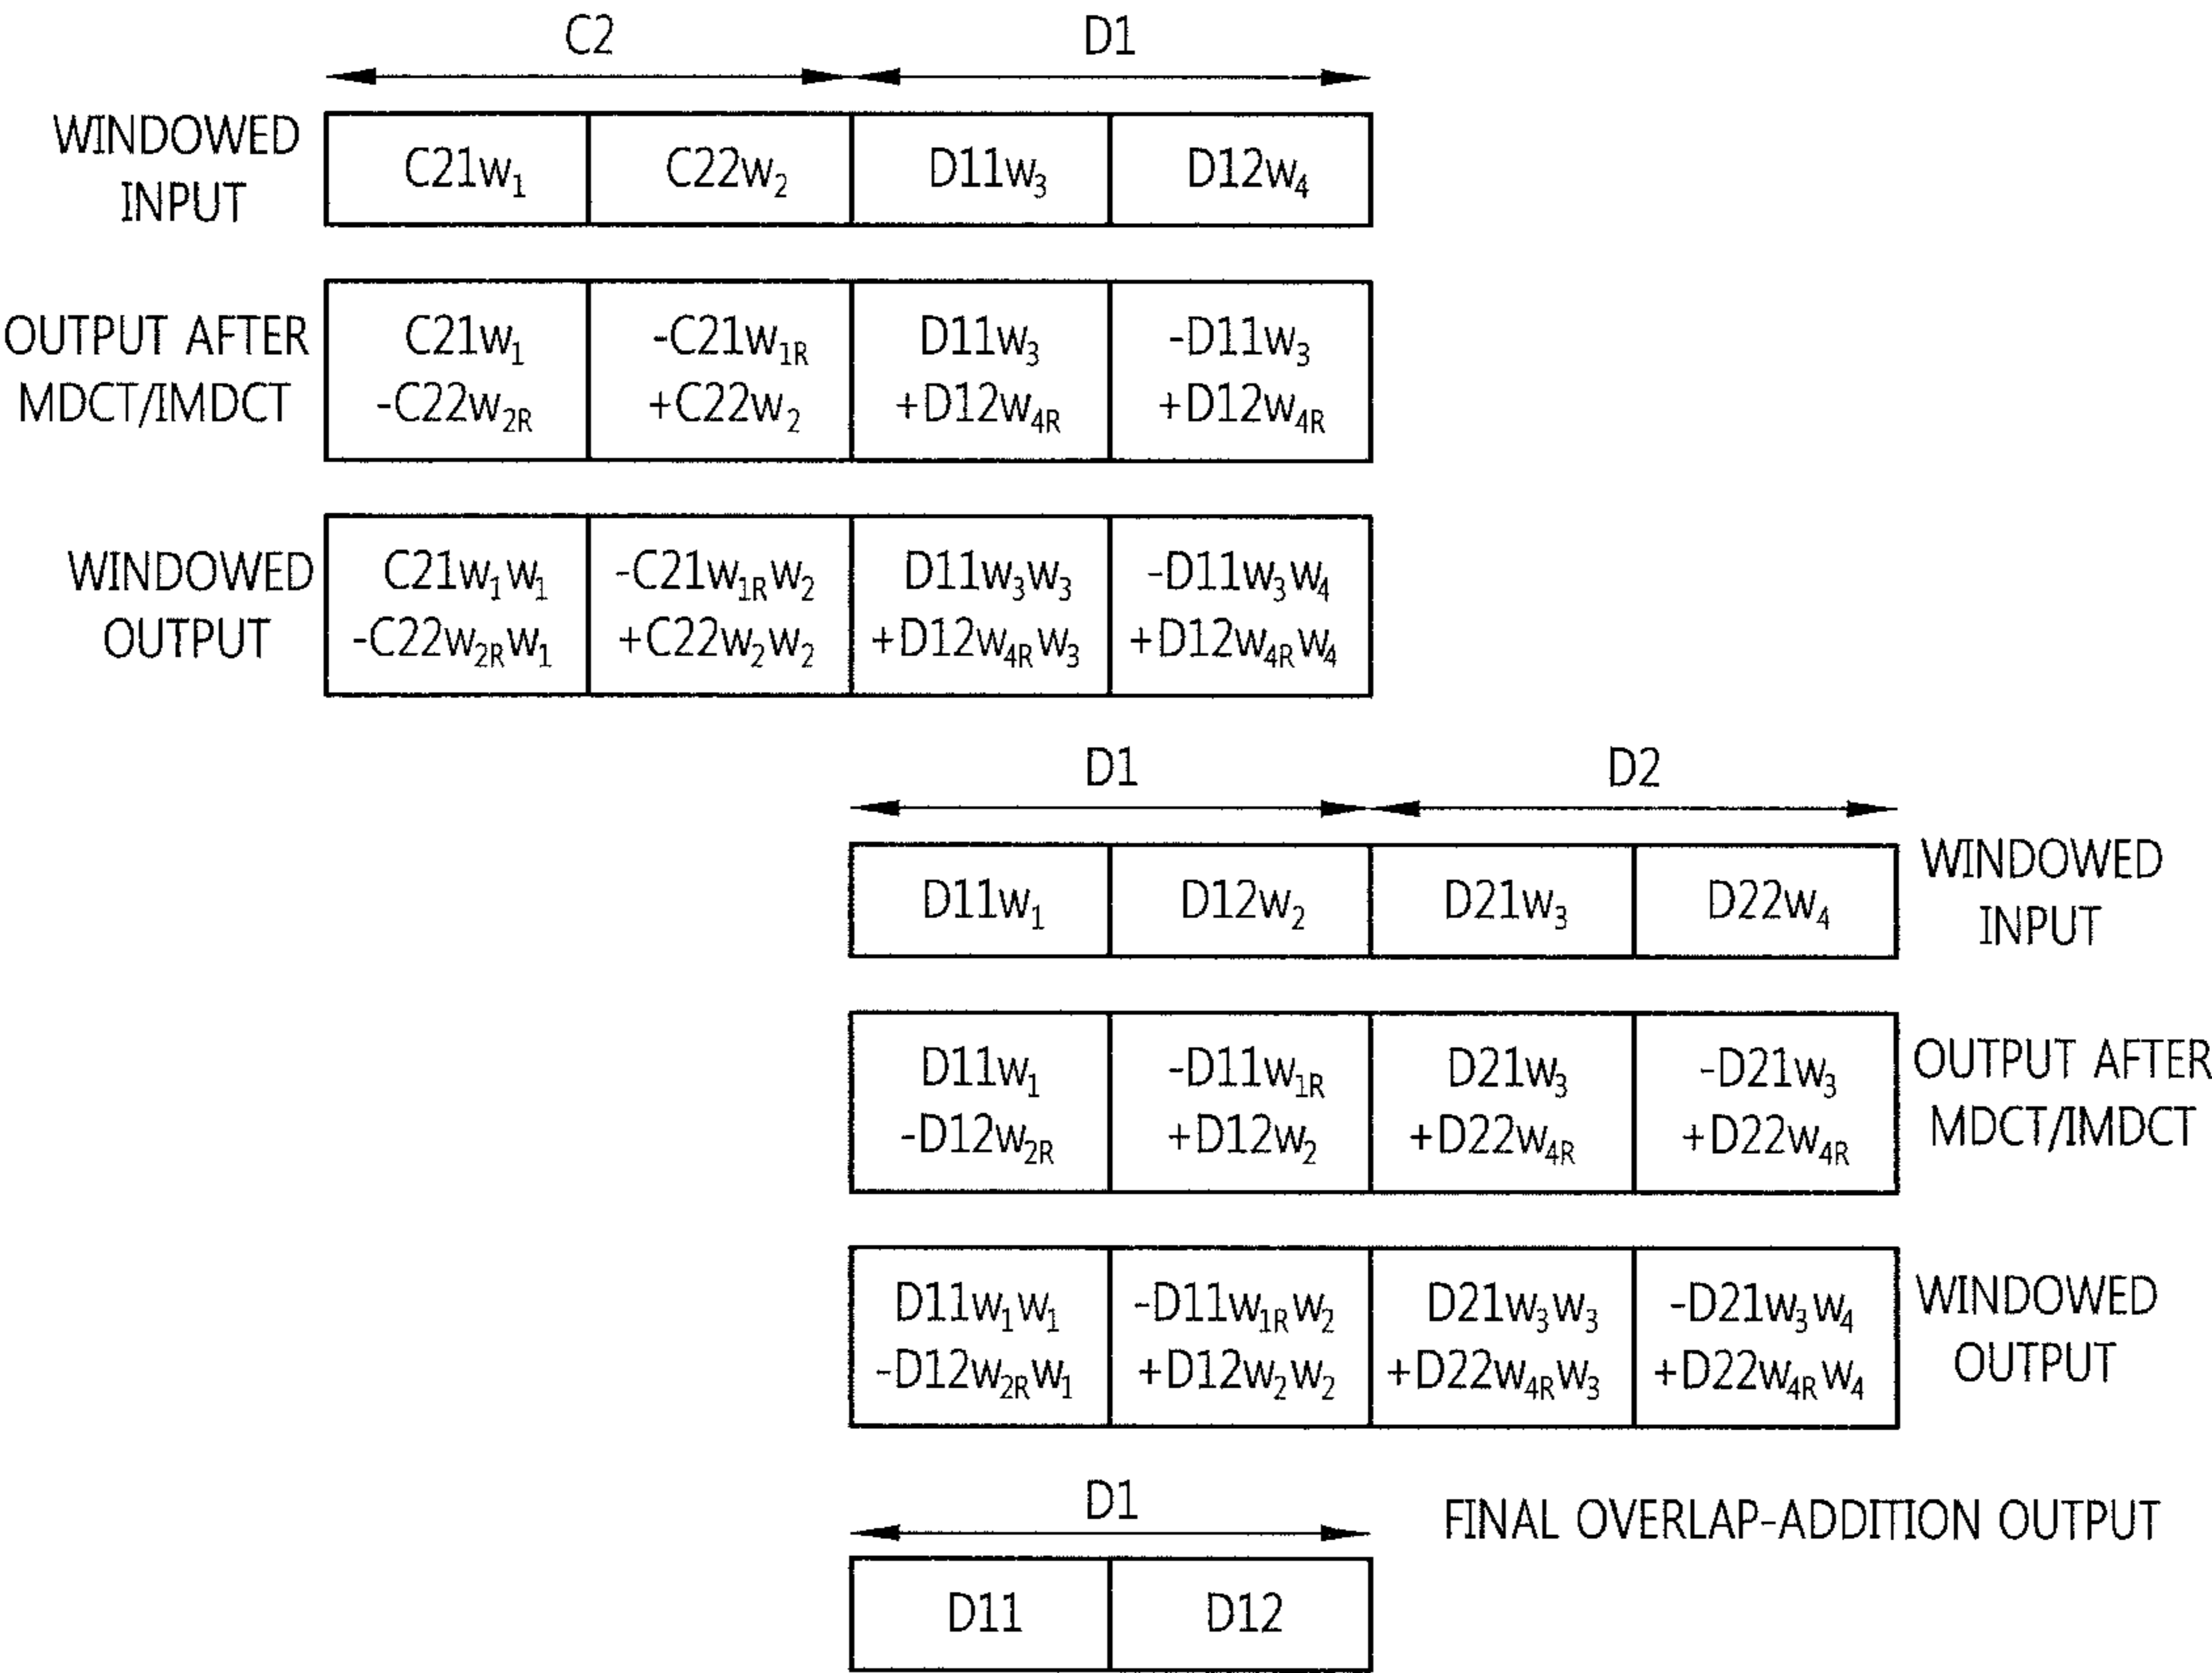 C2 D1
WINDOWED
INPUT
C21w₁ C22w₂ D11w₃ D12w₄
OUTPUT AFTER
MDCT/IMDCT
C21w₁ -C21w₁R D11w₃ -D11w₃
-C22w₂R +C22w₂ +D12w₄R +D12w₄R
WINDOWED
OUTPUT
C21w₁w₁ -C21w₁Rw₂ D11w₃w₃ -D11w₃w₄
-C22w₂Rw₁ +C22w₂w₂ +D12w₄Rw₃ +D12w₄Rw₄
D1 D2
D11w₁ D12w₂ D21w₃ D22w₄
WINDOWED
INPUT
D11w₁ -D11w₁R D21w₃ -D21w₃
-D12w₂R +D12w₂ +D22w₄R +D22w₄R
OUTPUT AFTER
MDCT/IMDCT
D11w₁w₁ -D11w₁Rw₂ D21w₃w₃ -D21w₃w₄
-D12w₂Rw₁ +D12w₂w₂ +D22w₄Rw₃ +D22w₄Rw₄
WINDOWED
OUTPUT
D1
FINAL OVERLAP-ADDITION OUTPUT
D11 D12